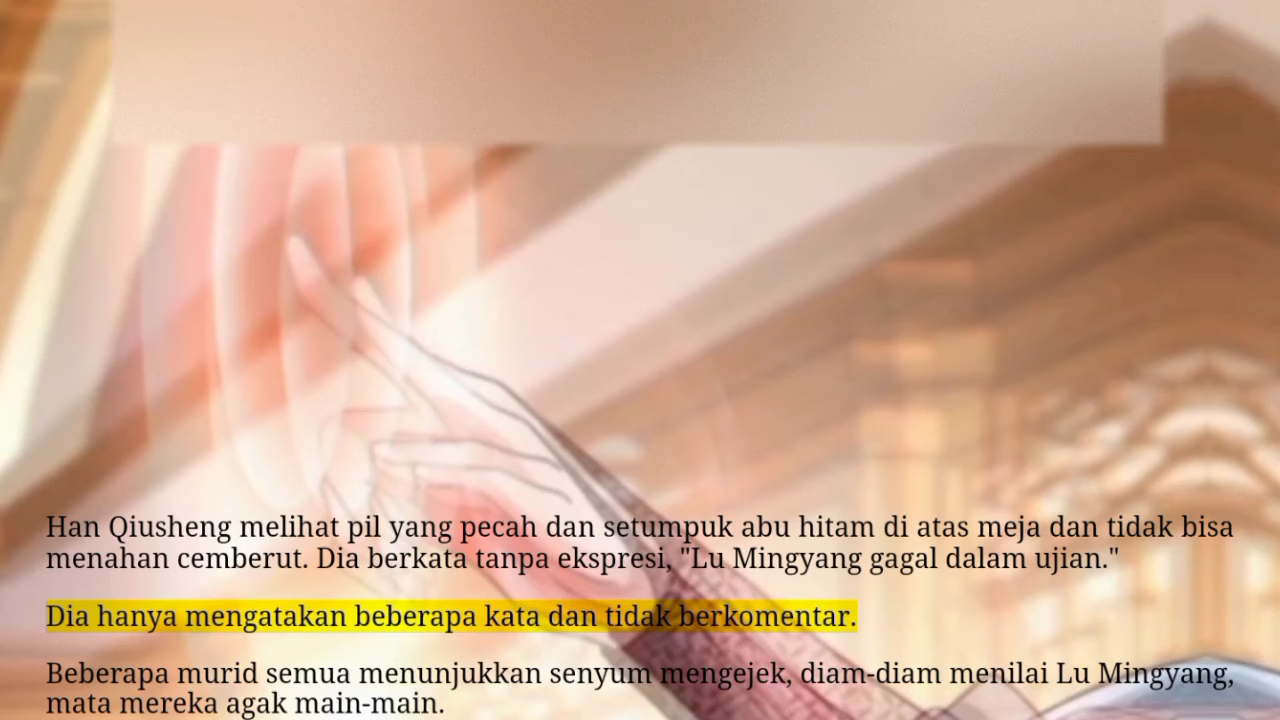 Han Qiusheng melihat pil yang pecah dan setumpuk abu hitam di atas meja dan tidak bisa
menahan cemberut. Dia berkata tanpa ekspresi, "Lu Mingyang gagal dalam ujian."
Dia hanya mengatakan beberapa kata dan tidak berkomentar.
Beberapa murid semua menunjukkan senyum mengejek, diam-diam menilai Lu Mingyang,
mata mereka agak main-main.